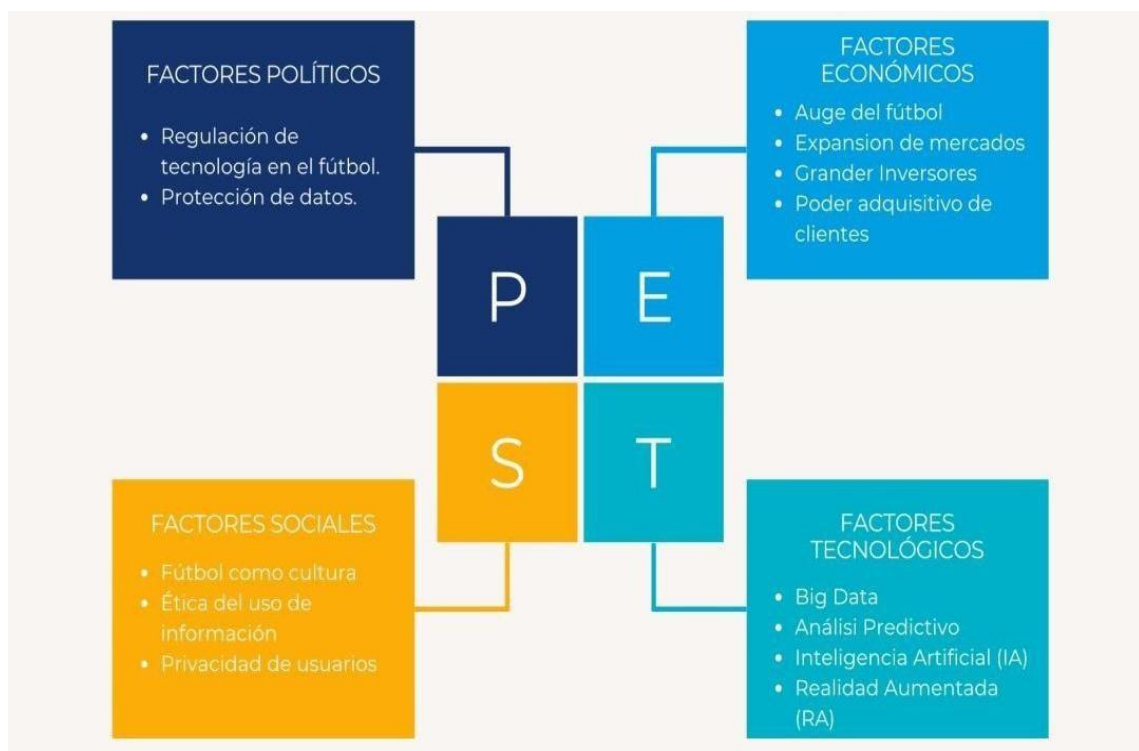 FACTORES POLÍTICOS
• Regulación de
tecnología en el fútbol.
• Protección de datos.
FACTORES
ECONÓMICOS
• Auge del fútbol
• Expansion de mercados
• Grander Inversores
• Poder adquisitivo de
clientes
P
E
S
T
FACTORES SOCIALES
• Fútbol como cultura
• Ética del uso de
información
• Privacidad de usuarios
FACTORES
TECNOLÓGICOS
• Big Data
• Análisi Predictivo
• Inteligencia Artificial (IA)
• Realidad Aumentada
(RA)